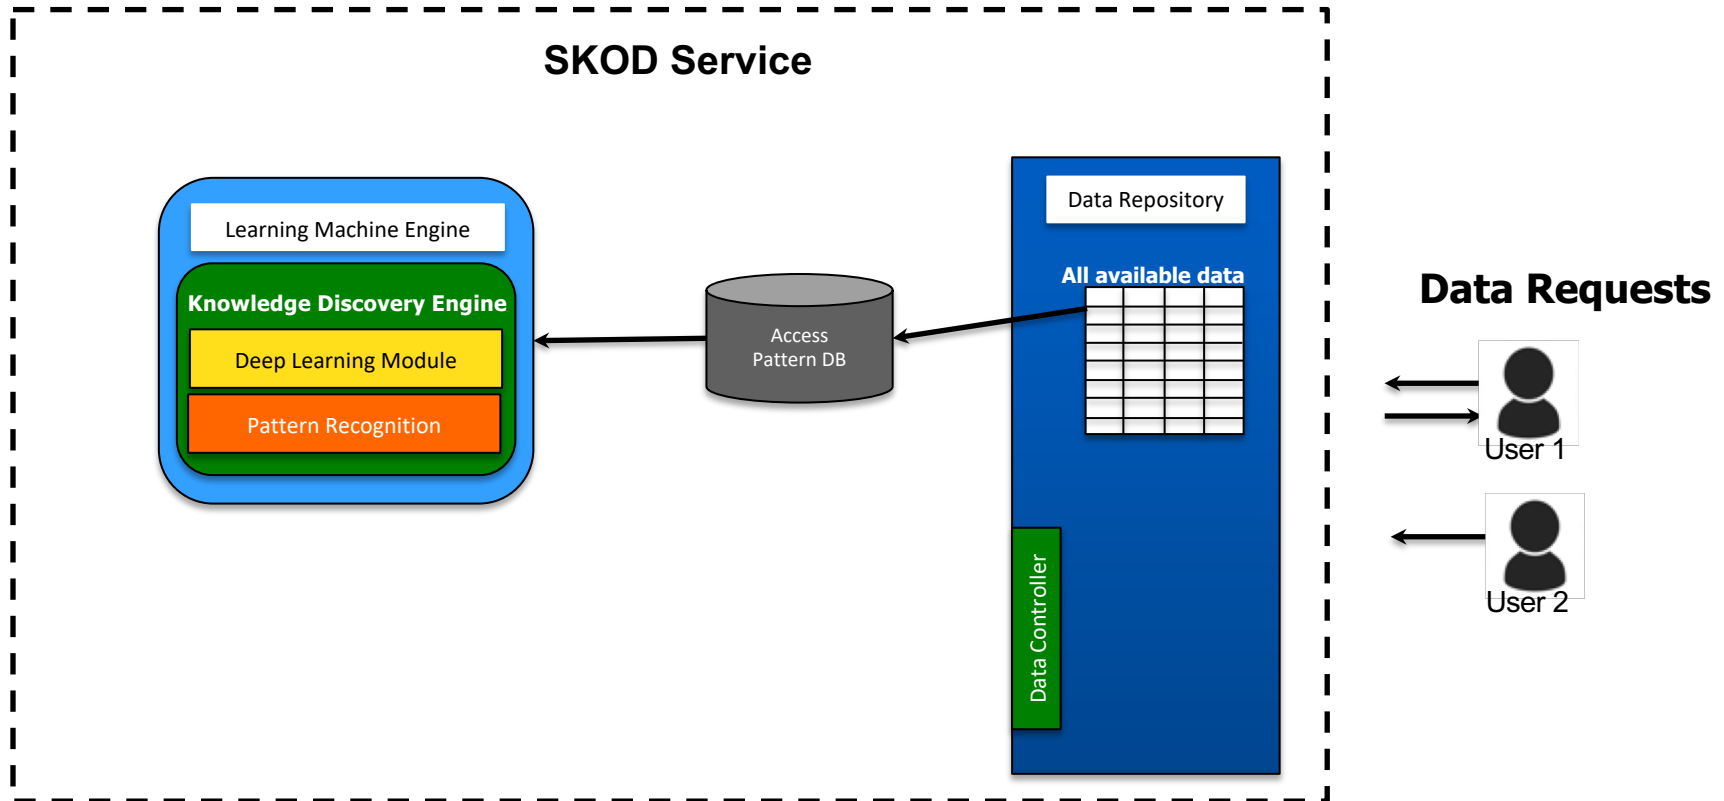 SKOD Service
Learning Machine Engine
Knowledge Discovery Engine
Deep Learning Module
Pattern Recognition
Access
Pattern DB
Data Repository
All available data
Data Controller
Data Requests
User 1
User 2